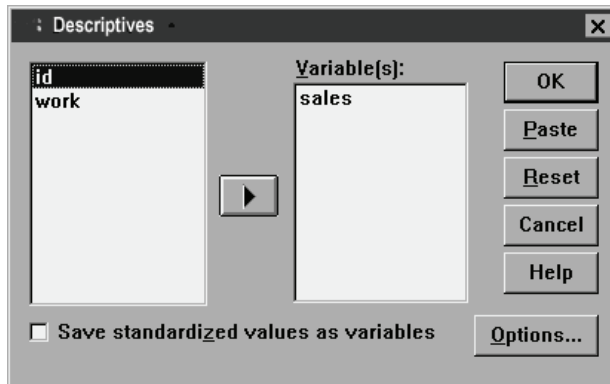 Descriptives
id
work
Variable(s):
sales
OK
Paste
Reset
Cancel
Help
Save standardized values as variables
Options...